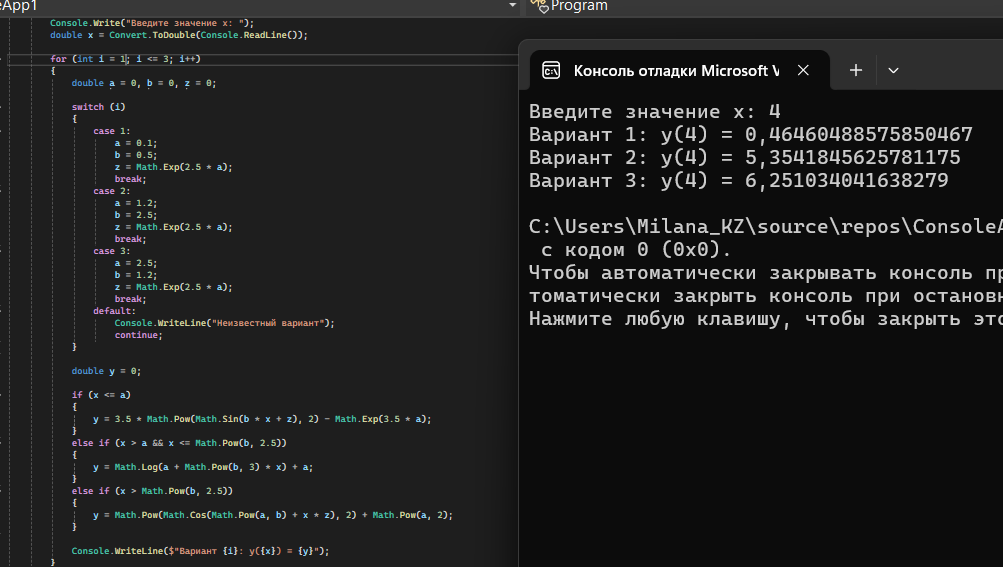 eApp1
Program
Console.Write("Введите значение x: ");
double x = Convert.ToDouble(Console.ReadLine());
for (int i = 1; i <= 3; i++)
{
double a = 0, b = 0, z = 0;
switch (i)
{
case 1:
a = 0.1;
b = 0.5;
z = Math.Exp(2.5 * a);
break;
case 2:
a = 1.2;
b = 2.5;
z = Math.Exp(2.5 * a);
break;
case 3:
a = 2.5;
b = 1.2;
z = Math.Exp(2.5 * a);
break;
default:
Console.WriteLine("Неизвестный вариант");
continue;
}
double y = 0;
if (x <= a)
{
y = 3.5 * Math.Pow(Math.Sin(b * x + z), 2) - Math.Exp(3.5 * a);
}
else if (x > a && x <= Math.Pow(b, 2.5))
{
y = Math.Log(a + Math.Pow(b, 3) * x) + a;
}
else if (x > Math.Pow(b, 2.5))
{
y = Math.Pow(Math.Cos(Math.Pow(a, b) + x * z), 2) + Math.Pow(a, 2);
}
Console.WriteLine($"Вариант {i}: y({x}) = {y}");
}
Консоль отладки Microsoft V
Введите значение x: 4
Вариант 1: y(4) = 0,46460488575850467
Вариант 2: y(4) = 5,3541845625781175
Вариант 3: y(4) = 6,251034041638279
C:\Users\Milana_KZ\source\repos\ConsoleA
с кодом 0 (0x0).
Чтобы автоматически закрывать консоль пр
томатически закрыть консоль при остановк
Нажмите любую клавишу, чтобы закрыть это